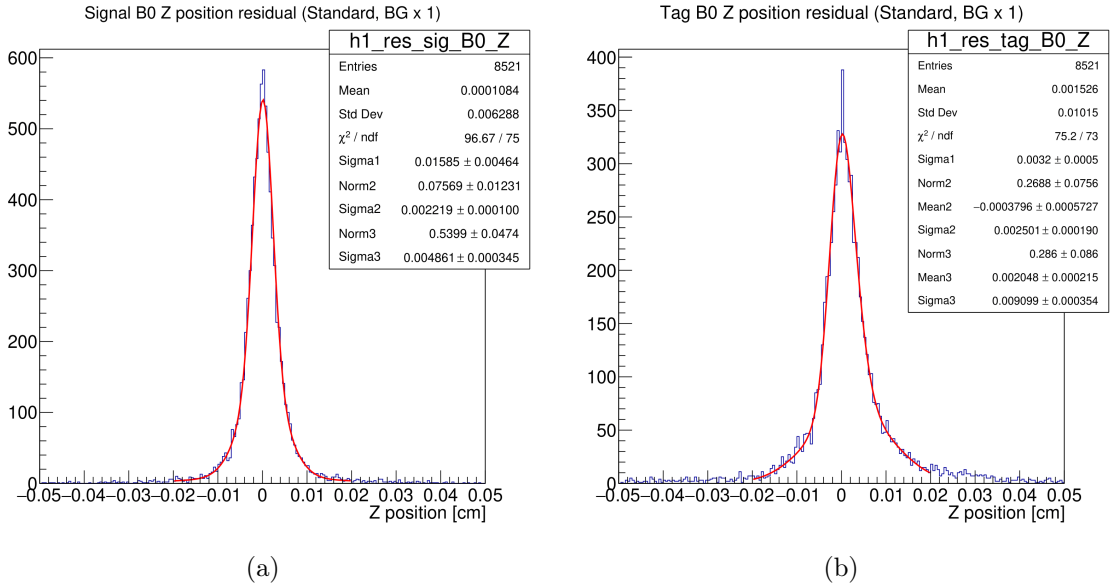 Signal B0 Z position residual (Standard, BG x 1)
h1_res_sig_B0_Z
Entries 8521
Mean 0.0001084
Std Dev 0.006288
χ² / ndf 96.67 / 75
Sigma1 0.01585 ± 0.00464
Norm2 0.07569 ± 0.01231
Sigma2 0.002219 ± 0.000100
Norm3 0.5399 ± 0.0474
Sigma3 0.004861 ± 0.000345
600
500
400
300
200
100
0
−0.05 −0.04 −0.03 −0.02 −0.01 0 0.01 0.02 0.03 0.04 0.05
Z position [cm]
(a)
Tag B0 Z position residual (Standard, BG x 1)
h1_res_tag_B0_Z
Entries 8521
Mean 0.001526
Std Dev 0.01015
χ² / ndf 75.2 / 73
Sigma1 0.0032 ± 0.0005
Norm2 0.2688 ± 0.0756
Mean2 −0.0003796 ± 0.0005727
Sigma2 0.002501 ± 0.000190
Norm3 0.286 ± 0.086
Mean3 0.002048 ± 0.000215
Sigma3 0.009099 ± 0.000354
400
350
300
250
200
150
100
50
0
−0.05 −0.04 −0.03 −0.02 −0.01 0 0.01 0.02 0.03 0.04 0.05
Z position [cm]
(b)